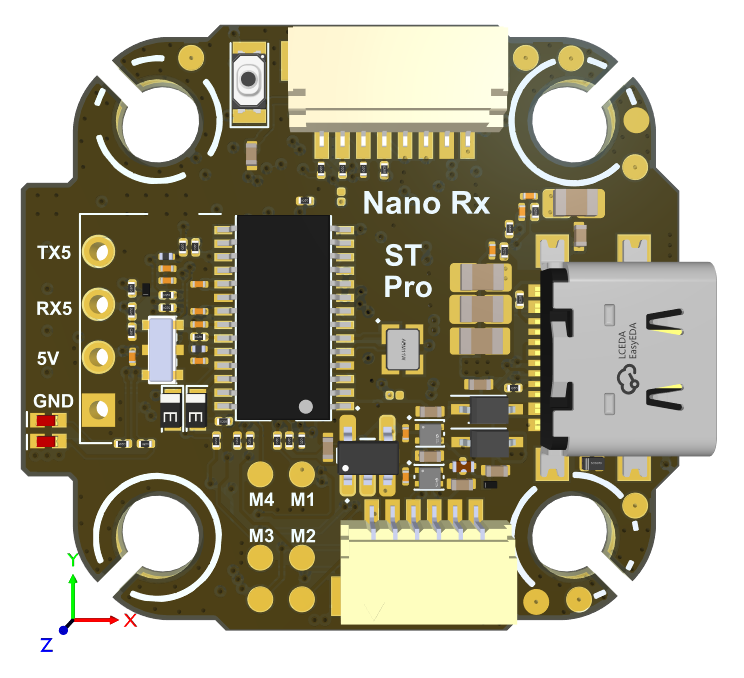 Nano Rx
ST
Pro
TX5
RX5
5V
GND
E
E
LCEDA
EasyEDA
M4
M1
M3
M2
Y
X
Z